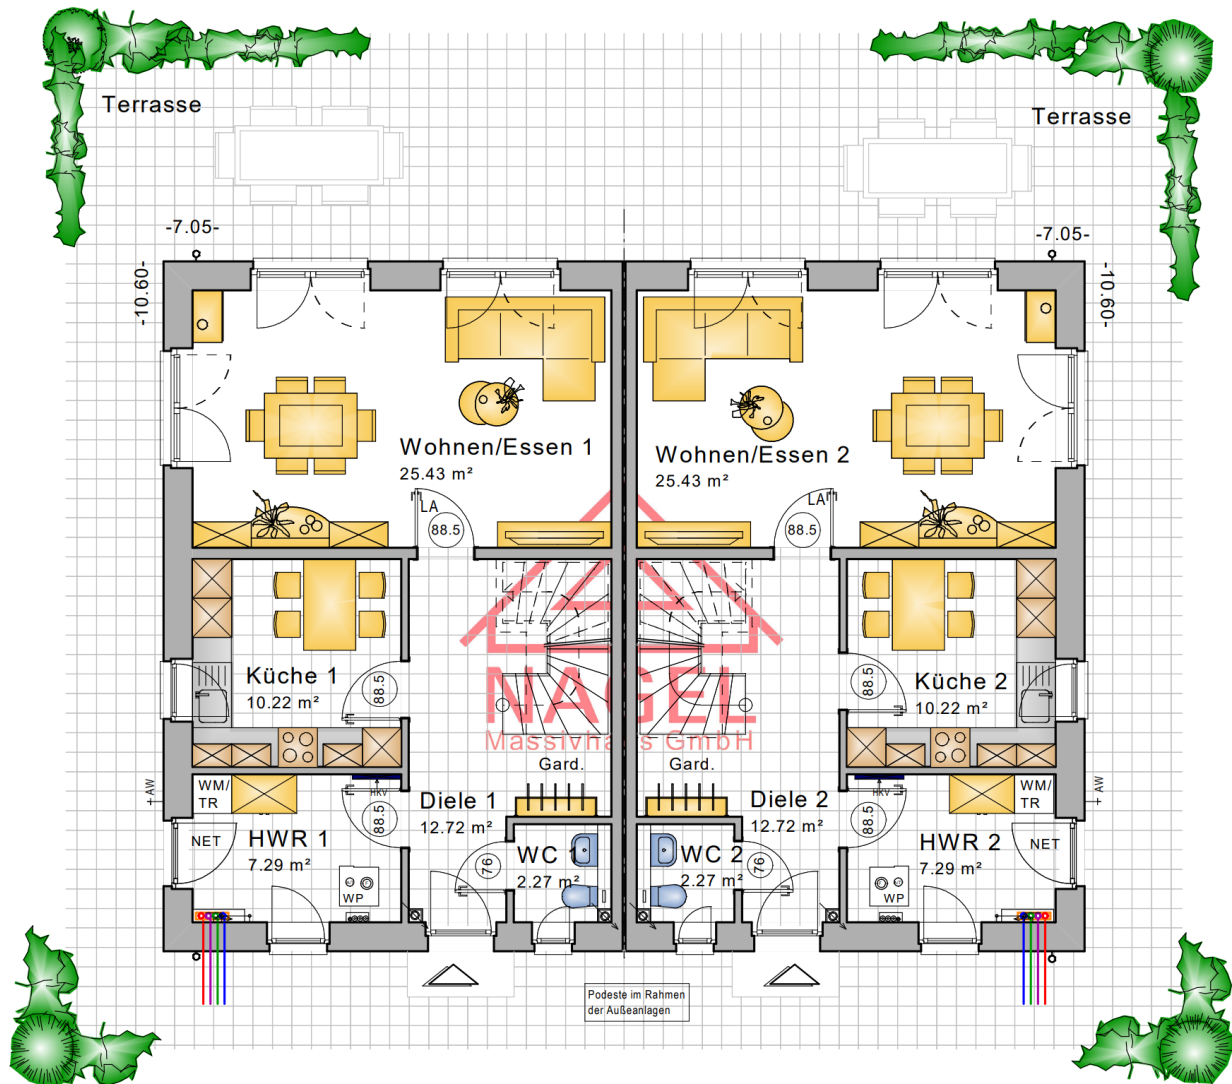 Terrasse
Terrasse
-7.05-
-7.05-
-10.60-
-10.60-
Wohnen/Essen 1
25.43 m²
Wohnen/Essen 2
25.43 m²
LA
88.5
LA
88.5
Küche 1
10.22 m²
88.5
88.5
Küche 2
10.22 m²
NAGEL
Massivhaus GmbH
Gard.
Gard.
AW
WM/
TR
HKV
88.5
Diele 1
12.72 m²
Diele 2
12.72 m²
HKV
88.5
WM/
TR
AW
NET
HWR 1
7.29 m²
WC 1
2.27 m²
76
WC 2
2.27 m²
76
HWR 2
7.29 m²
NET
WP
WP
Podeste im Rahmen
der Außeanlagen